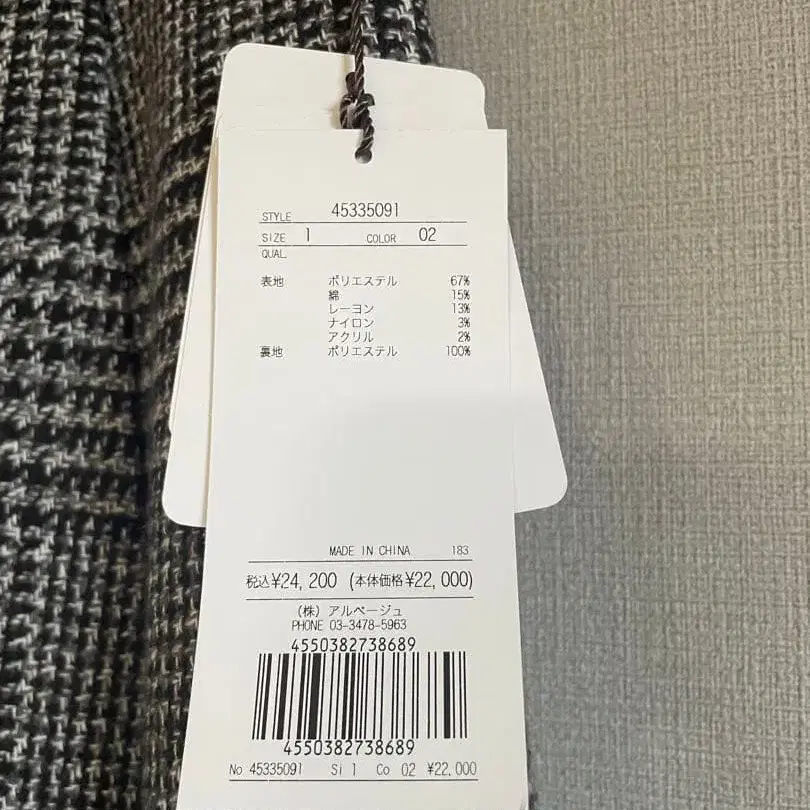 STYLE 45335091
SIZE 1 COLOR 02
QUAL.
表地 ポリエステル 67%
綿 15%
レーヨン 13%
ナイロン 3%
アクリル 2%
裏地 ポリエステル 100%
MADE IN CHINA 183
税込¥24,200 (本体価格¥22,000)
(株) アルページュ
PHONE 03-3478-5963
4550382738689
4550382738689
No 45335091 Si 1 Co 02 ¥22,000